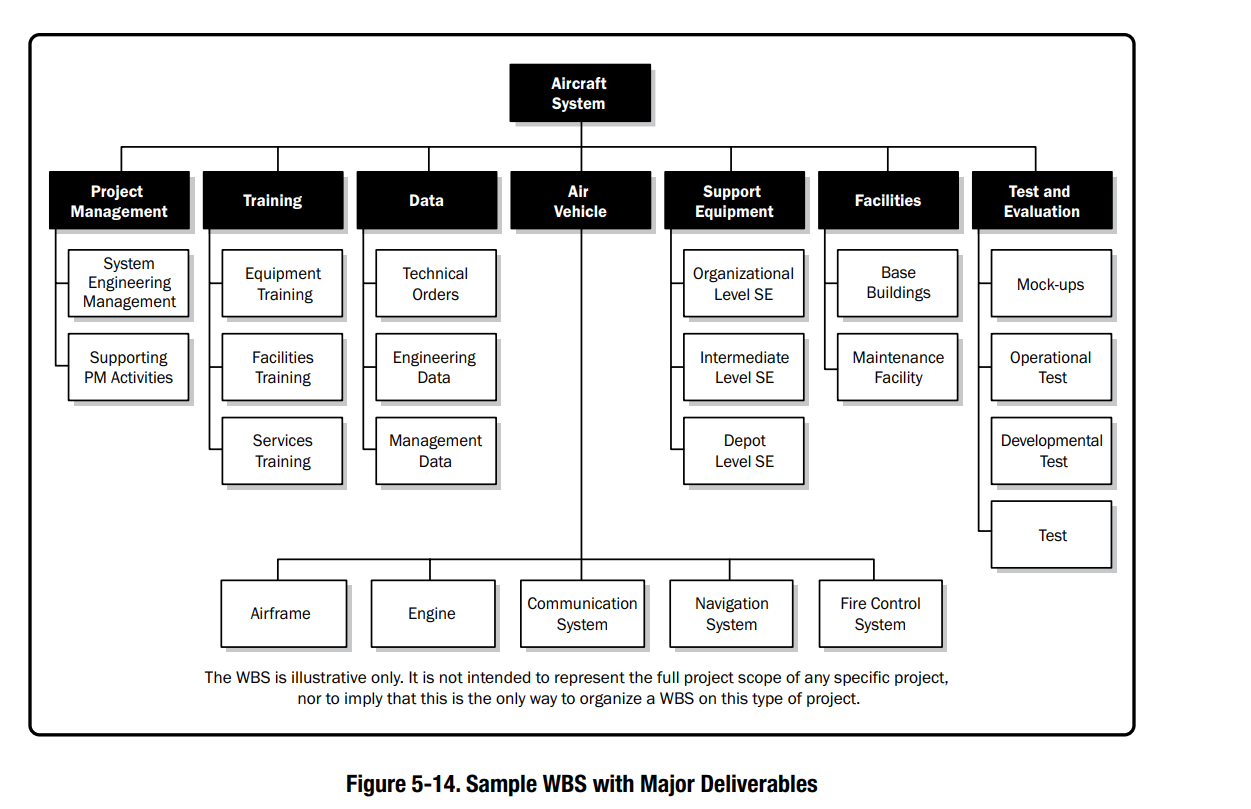 Aircraft
System
Project
Management
Training
Data
Air
Vehicle
Support
Equipment
Facilities
Test and
Evaluation
System
Engineering
Management
Supporting
PM Activities
Equipment
Training
Facilities
Training
Services
Training
Technical
Orders
Engineering
Data
Management
Data
Organizational
Level SE
Intermediate
Level SE
Depot
Level SE
Base
Buildings
Maintenance
Facility
Mock-ups
Operational
Test
Developmental
Test
Test
Airframe
Engine
Communication
System
Navigation
System
Fire Control
System
The WBS is illustrative only. It is not intended to represent the full project scope of any specific project,
nor to imply that this is the only way to organize a WBS on this type of project.
Figure 5-14. Sample WBS with Major Deliverables